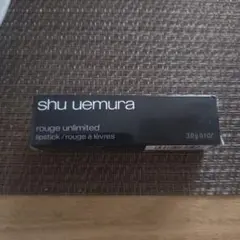 shu uemura
rouge unlimited
lipstick / rouge à lèvres